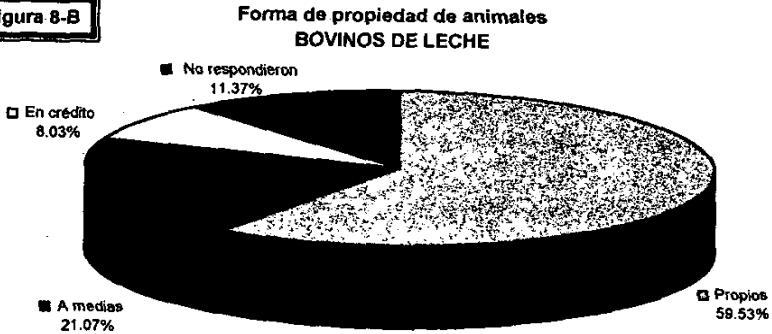 igura 8-B
Forma de propiedad de animales
BOVINOS DE LECHE
No respondieron
11.37%
En crédito
8.03%
A medias
21.07%
Propios
59.53%